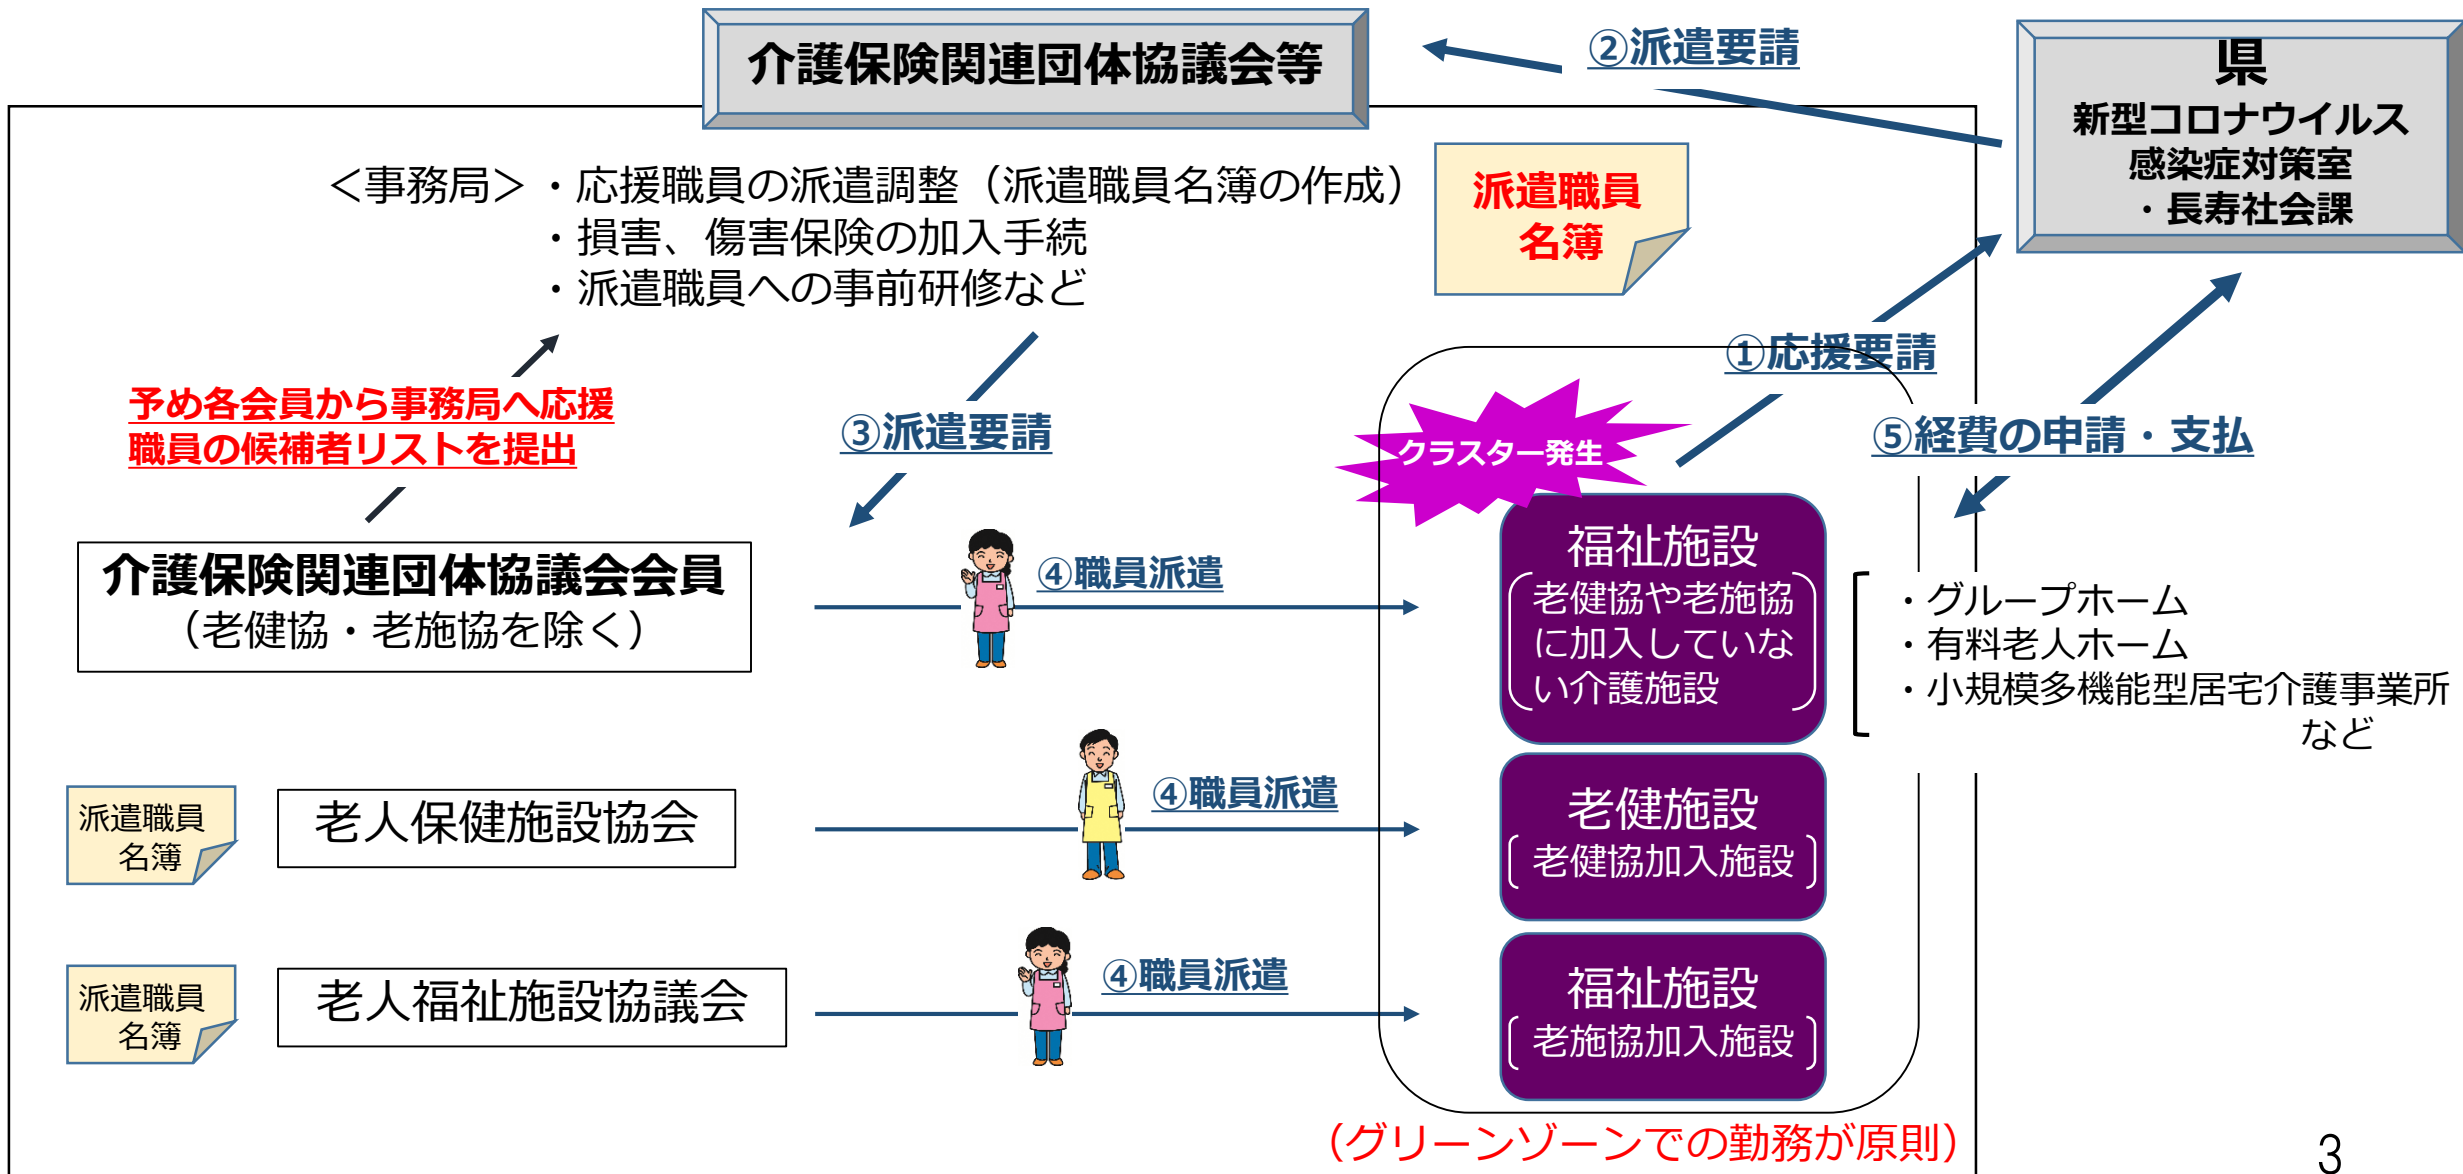 介護保険関連団体協議会等
②派遣要請
県
新型コロナウイルス
感染症対策室
・長寿社会課
＜事務局＞・応援職員の派遣調整（派遣職員名簿の作成）
・損害、傷害保険の加入手続
・派遣職員への事前研修など
派遣職員
名簿
①応援要請
予め各会員から事務局へ応援
職員の候補者リストを提出
③派遣要請
クラスター発生
⑤経費の申請・支払
介護保険関連団体協議会会員
（老健協・老施協を除く）
④職員派遣
福祉施設
老健協や老施協
に加入していな
い介護施設
・グループホーム
・有料老人ホーム
・小規模多機能型居宅介護事業所
など
派遣職員
名簿
老人保健施設協会
④職員派遣
老健施設
老健協加入施設
派遣職員
名簿
老人福祉施設協議会
④職員派遣
福祉施設
老施協加入施設
（グリーンゾーンでの勤務が原則）
3